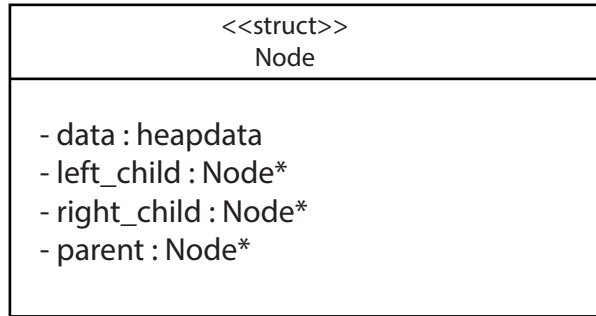 <<struct>>
Node
- data : heapdata
- left_child : Node*
- right_child : Node*
- parent : Node*